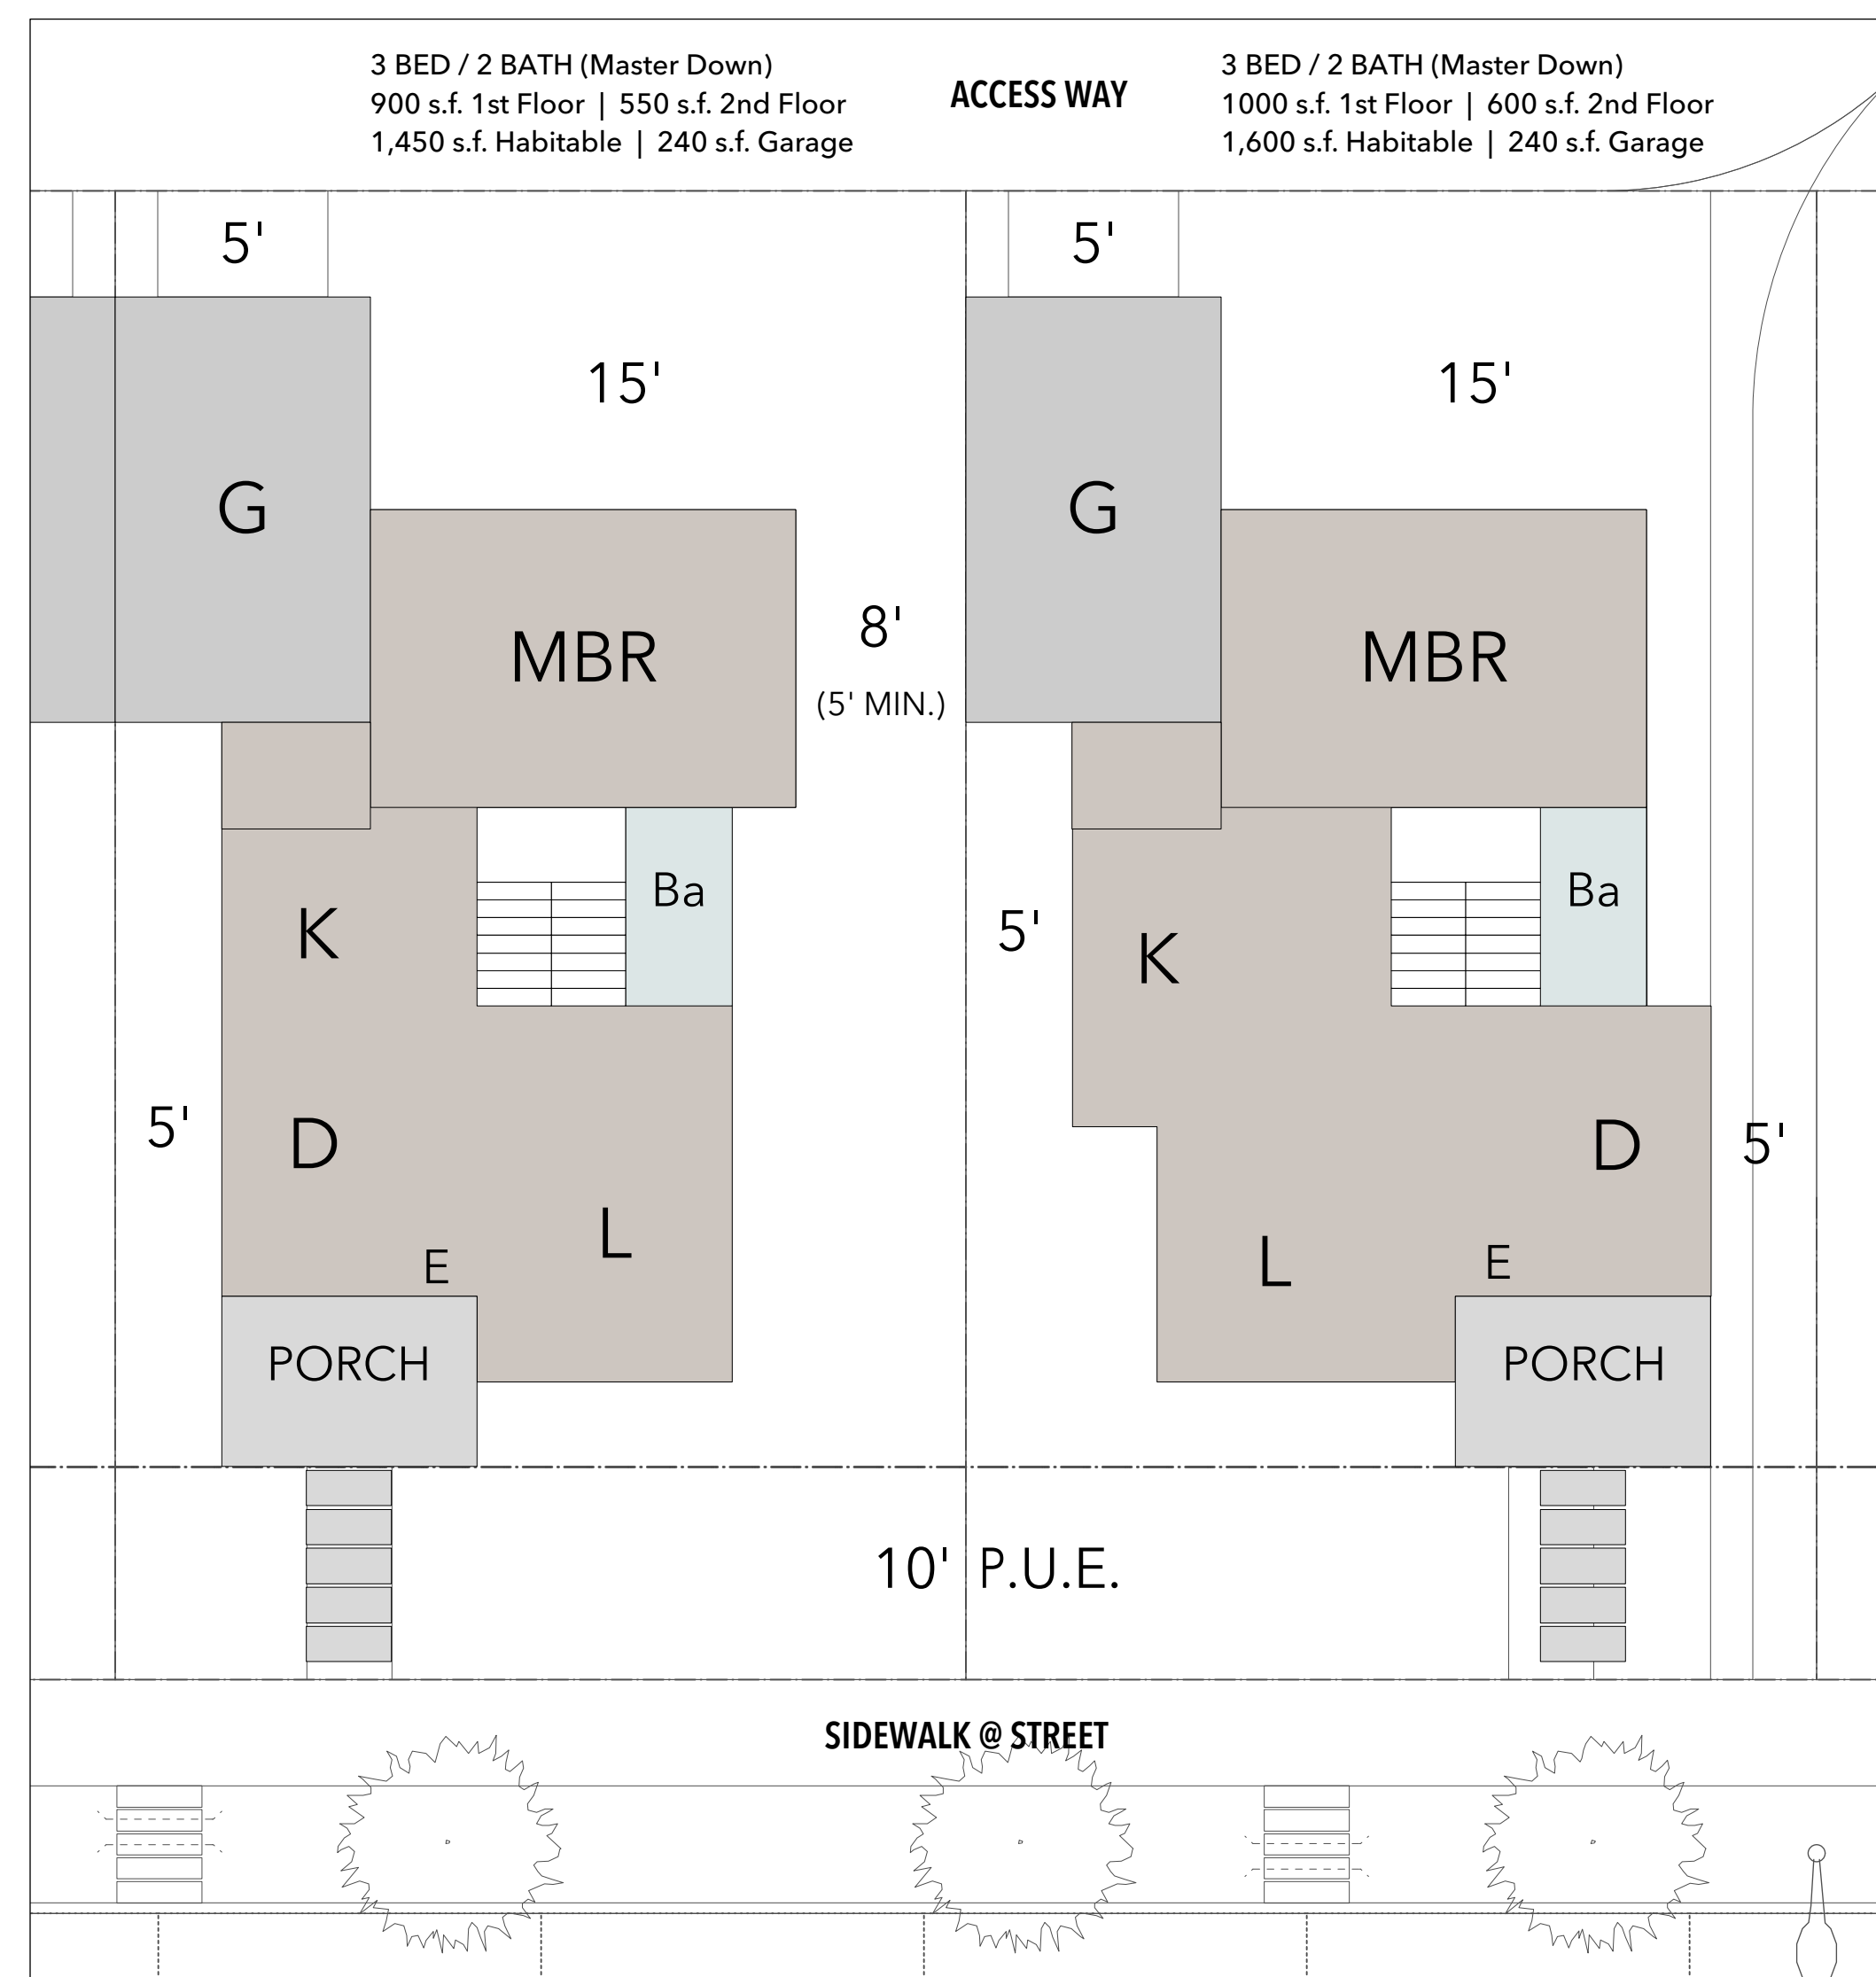 3 BED / 2 BATH (Master Down)
900 s.f. 1st Floor | 550 s.f. 2nd Floor
1,450 s.f. Habitable | 240 s.f. Garage
ACCESS WAY
3 BED / 2 BATH (Master Down)
1000 s.f. 1st Floor | 600 s.f. 2nd Floor
1,600 s.f. Habitable | 240 s.f. Garage
5'
5'
15'
15'
G
G
MBR
8'
(5' MIN.)
MBR
Ba
Ba
K
5'
K
5'
D
D
5'
L
L
E
E
PORCH
PORCH
10' P.U.E.
SIDEWALK @ STREET